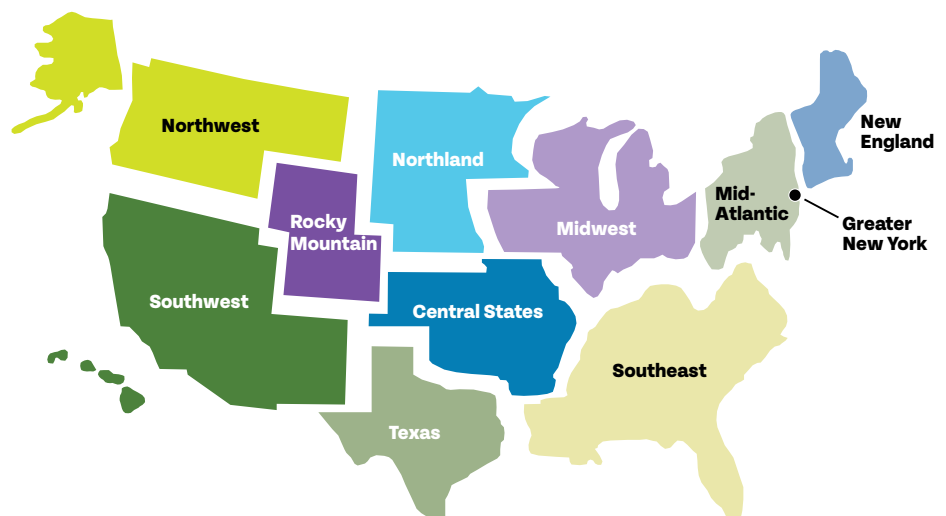 Northwest
Northland
New
England
Rocky
Mountain
Midwest
Mid-
Atlantic
Greater
New York
Southwest
Central States
Southeast
Texas